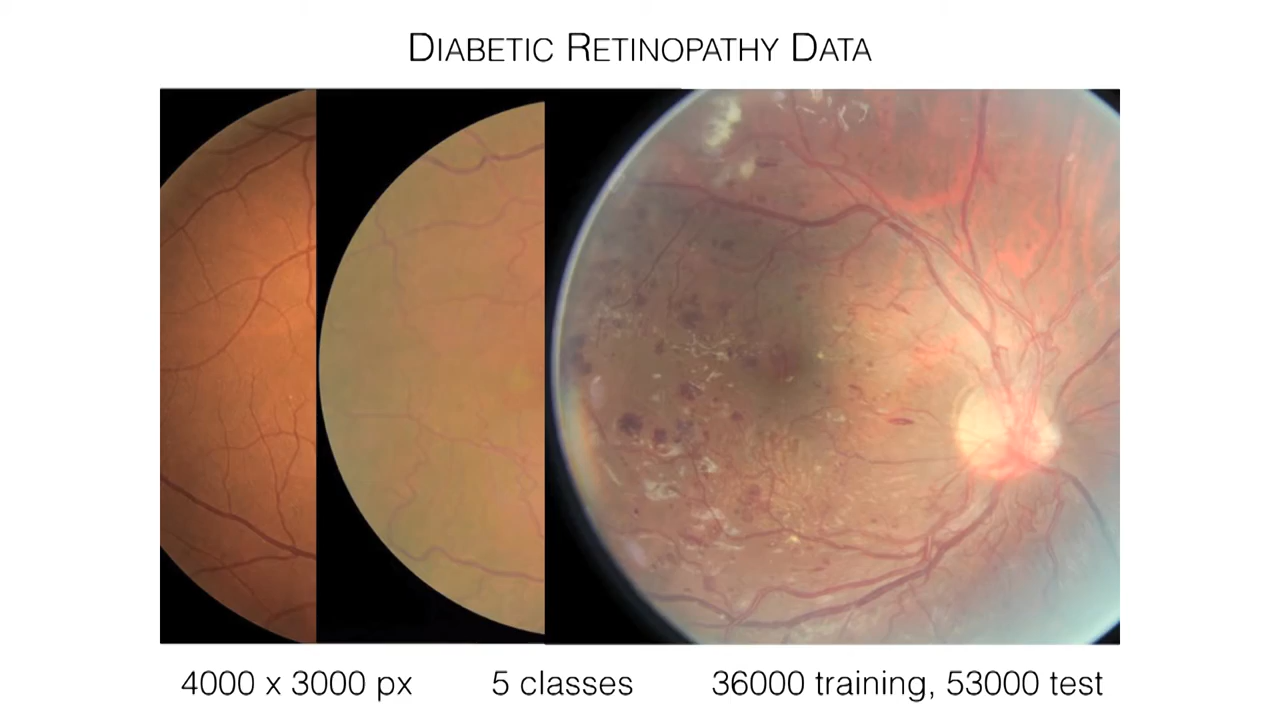 DIABETIC RETINOPATHY DATA
4000 x 3000 px 5 classes 36000 training, 53000 test